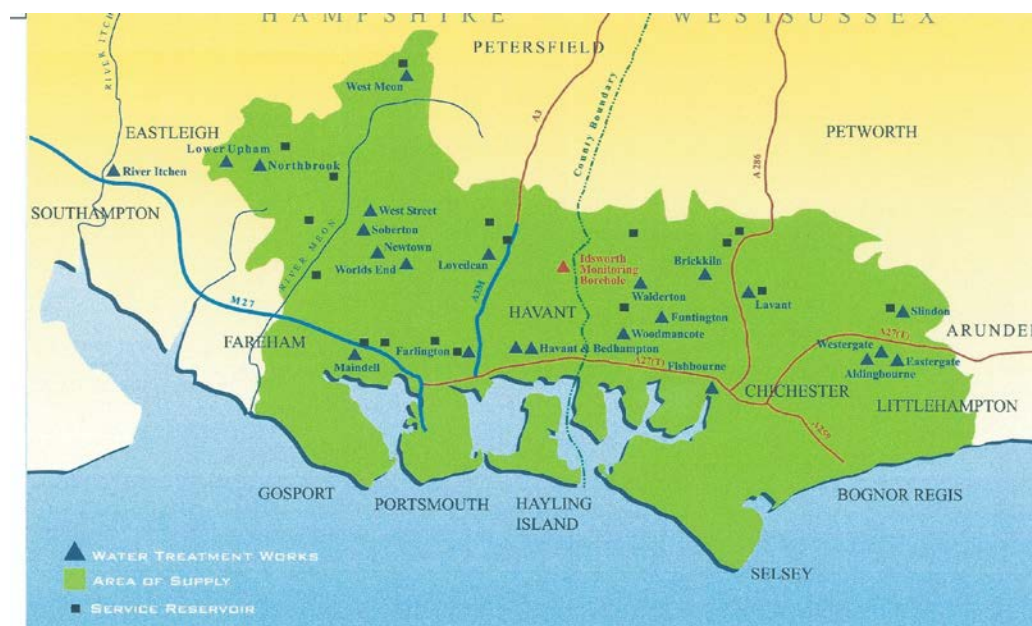 HAMPSHIRE
WEST SUSSEX
RIVER ITCHEN
PETERSFIELD
West Meon
A3
County Boundary
EASTLEIGH
PETWORTH
Lower Upham
Northbrook
River Itchen
A286
SOUTHAMPTON
West Street
Soberton
RIVER MEON
Newtown
Worlds End
Lovedean
Idsworth
Monitoring
Borehole
Brickkiln
Walderton
Lavant
M27
A3M
HAVANT
Funtington
Slindon
FAREHAM
Woodmancote
ARUNDEL
A27(T)
Farlington
Havant & Bedhampton
Westergate
Maindell
A27(T)
Fishbourne
Eastergate
Aldingbourne
CHICHESTER
LITTLEHAMPTON
A259
GOSPORT
PORTSMOUTH
HAYLING
ISLAND
BOGNOR REGIS
SELSEY
WATER TREATMENT WORKS
AREA OF SUPPLY
SERVICE RESERVOIR